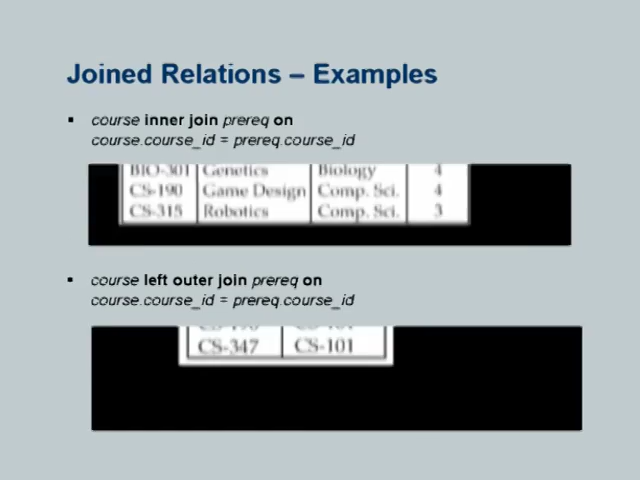 Joined Relations – Examples
▪ course inner join prereq on
course.course_id = prereq.course_id
BIO-301 Genetics Biology 4
CS-190 Game Design Comp. Sci. 4
CS-315 Robotics Comp. Sci. 3
▪ course left outer join prereq on
course.course_id = prereq.course_id
CS-347 CS-101